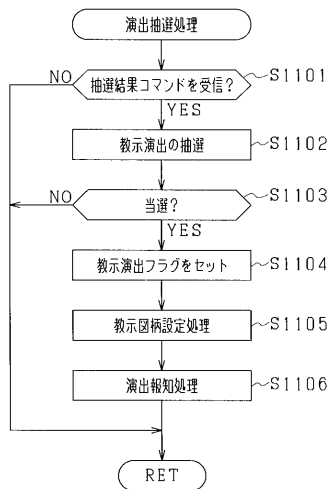 演出抽選処理
NO
抽選結果コマンドを受信?
S1101
YES
教示演出の抽選
S1102
NO
当選?
S1103
YES
教示演出フラグをセット
S1104
教示図柄設定処理
S1105
演出報知処理
S1106
RET